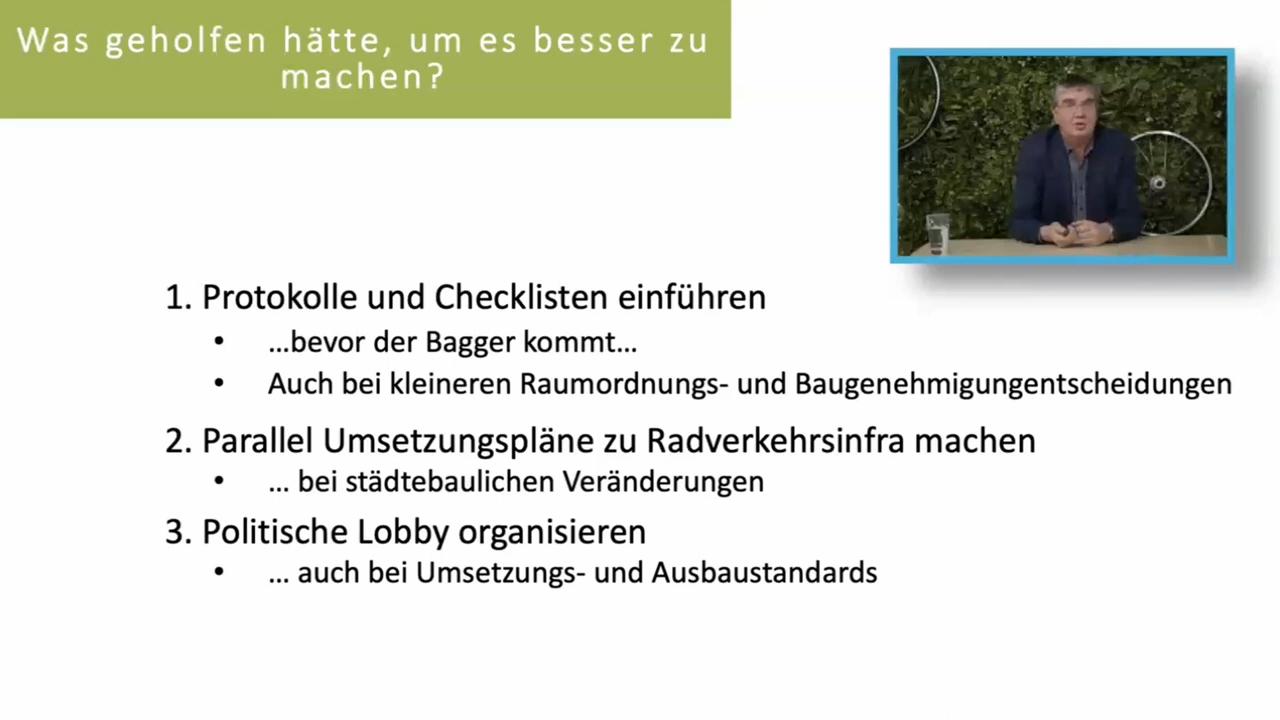 Was geholfen hätte, um es besser zu
machen?
1. Protokolle und Checklisten einführen
• ...bevor der Bagger kommt...
• Auch bei kleineren Raumordnungs- und Baugenehmigungentscheidungen
2. Parallel Umsetzungspläne zu Radverkehrsinfra machen
• ... bei städtebaulichen Veränderungen
3. Politische Lobby organisieren
• ... auch bei Umsetzungs- und Ausbaustandards